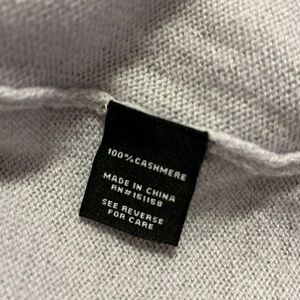 100% CASHMERE
MADE IN CHINA
RN# 151168
SEE REVERSE
FOR CARE